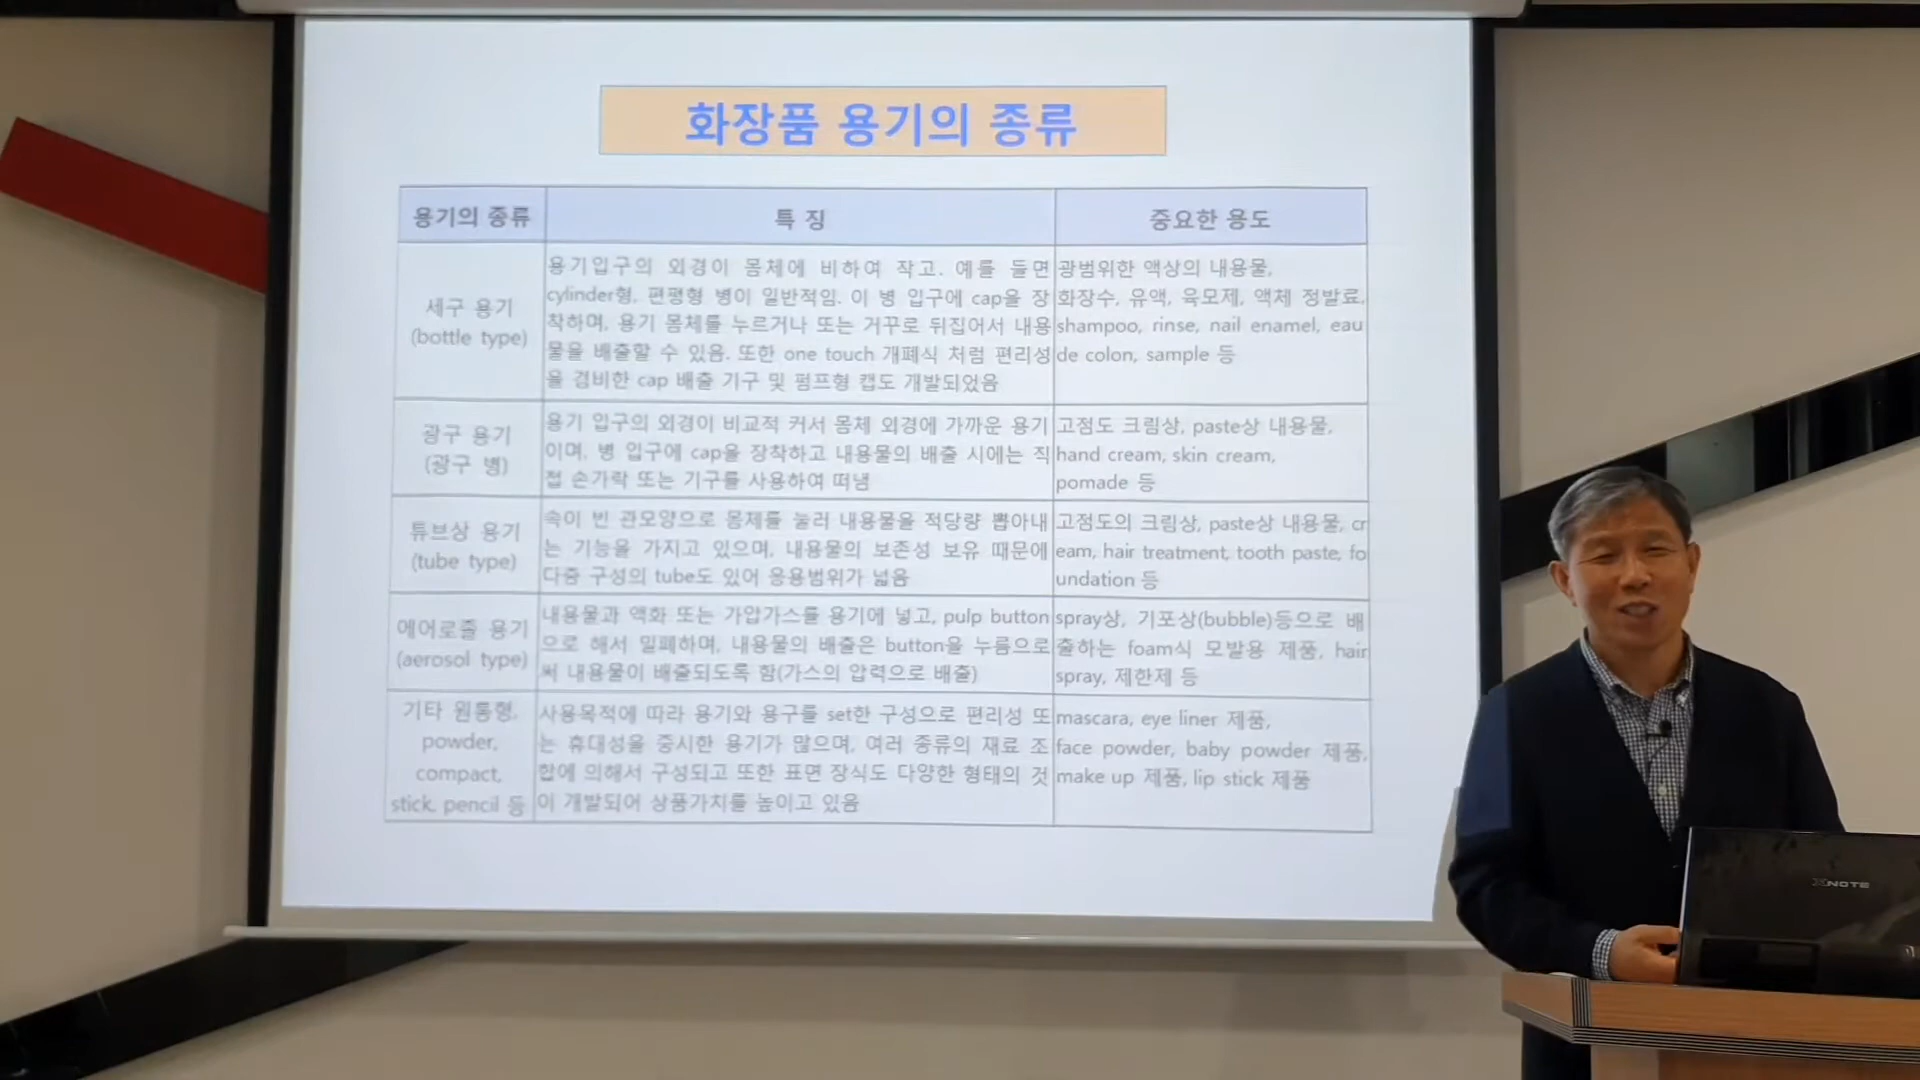 화장품 용기의 종류
용기의 종류
특 징
중요한 용도
세구 용기
(bottle type)
용기입구의 외경이 몸체에 비하여 작고. 예를 들면
cylinder형, 편평형 병이 일반적임. 이 병 입구에 cap을 장
착하며, 용기 몸체를 누르거나 또는 거꾸로 뒤집어서 내용
물을 배출할 수 있음. 또한 one touch 개폐식 처럼 편리성
을 겸비한 cap 배출 기구 및 펌프형 캡도 개발되었음
광범위한 액상의 내용물,
화장수, 유액, 육모제, 액체 정발료,
shampoo, rinse, nail enamel, eau
de colon, sample 등
광구 용기
(광구 병)
용기 입구의 외경이 비교적 커서 몸체 외경에 가까운 용기
이며, 병 입구에 cap을 장착하고 내용물의 배출 시에는 직
접 손가락 또는 기구를 사용하여 떠냄
고점도 크림상, paste상 내용물,
hand cream, skin cream,
pomade 등
튜브상 용기
(tube type)
속이 빈 관모양으로 몸체를 눌러 내용물을 적당량 뽑아내
는 기능을 가지고 있으며, 내용물의 보존성 보유 때문에
다층 구성의 tube도 있어 응용범위가 넓음
고점도의 크림상, paste상 내용물, cr
eam, hair treatment, tooth paste, fo
undation 등
에어로졸 용기
(aerosol type)
내용물과 액화 또는 가압가스를 용기에 넣고, pulp button
으로 해서 밀폐하며, 내용물의 배출은 button을 누름으로
써 내용물이 배출되도록 함(가스의 압력으로 배출)
spray상, 기포상(bubble)등으로 배
출하는 foam식 모발용 제품, hair
spray, 제한제 등
기타 원통형,
powder,
compact,
stick, pencil 등
사용목적에 따라 용기와 용구를 set한 구성으로 편리성 또
는 휴대성을 중시한 용기가 많으며, 여러 종류의 재료 조
합에 의해서 구성되고 또한 표면 장식도 다양한 형태의 것
이 개발되어 상품가치를 높이고 있음
mascara, eye liner 제품,
face powder, baby powder 제품,
make up 제품, lip stick 제품
XNOTE